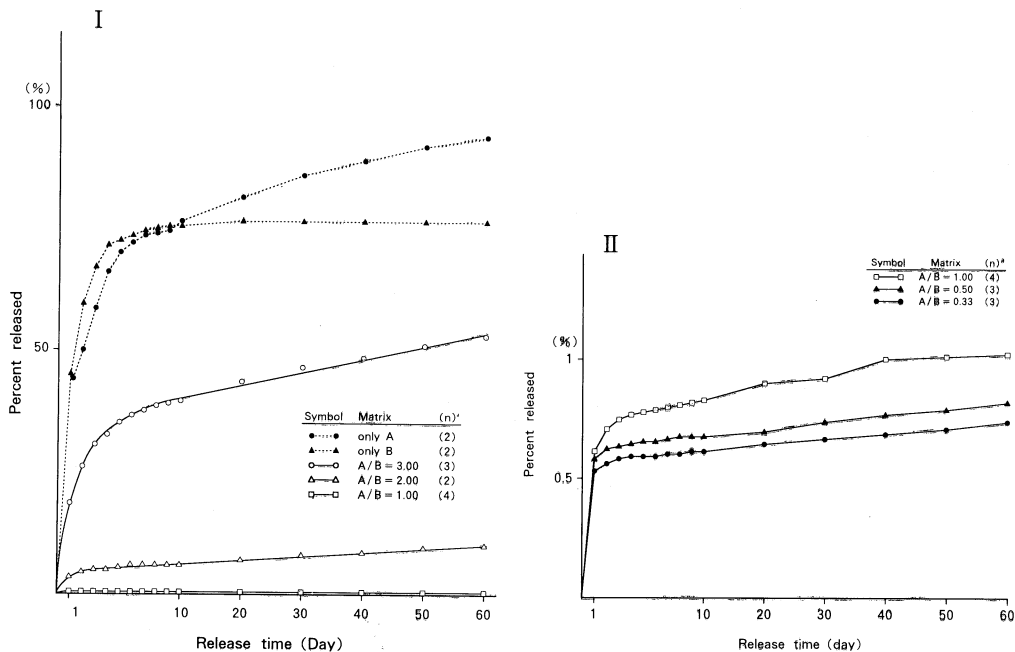 I
(%)
100
50
Percent released
Symbol Matrix (n)ᵃ
only A (2)
only B (2)
A/B = 3.00 (3)
A/B = 2.00 (2)
A/B = 1.00 (4)
1 10 20 30 40 50 60
Release time (Day)
II
Symbol Matrix (n)ᵃ
A/B = 1.00 (4)
A/B = 0.50 (3)
A/B = 0.33 (3)
(%)
1
0.5
Percent released
1 10 20 30 40 50 60
Release time (day)